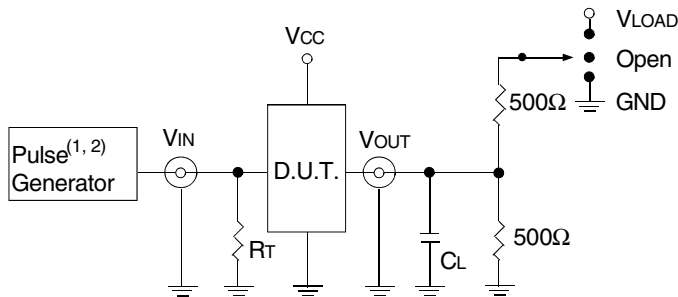 VLOAD
Open
GND
VCC
500Ω
VIN
VOUT
Pulse(1, 2)
Generator
D.U.T.
RT
CL
500Ω